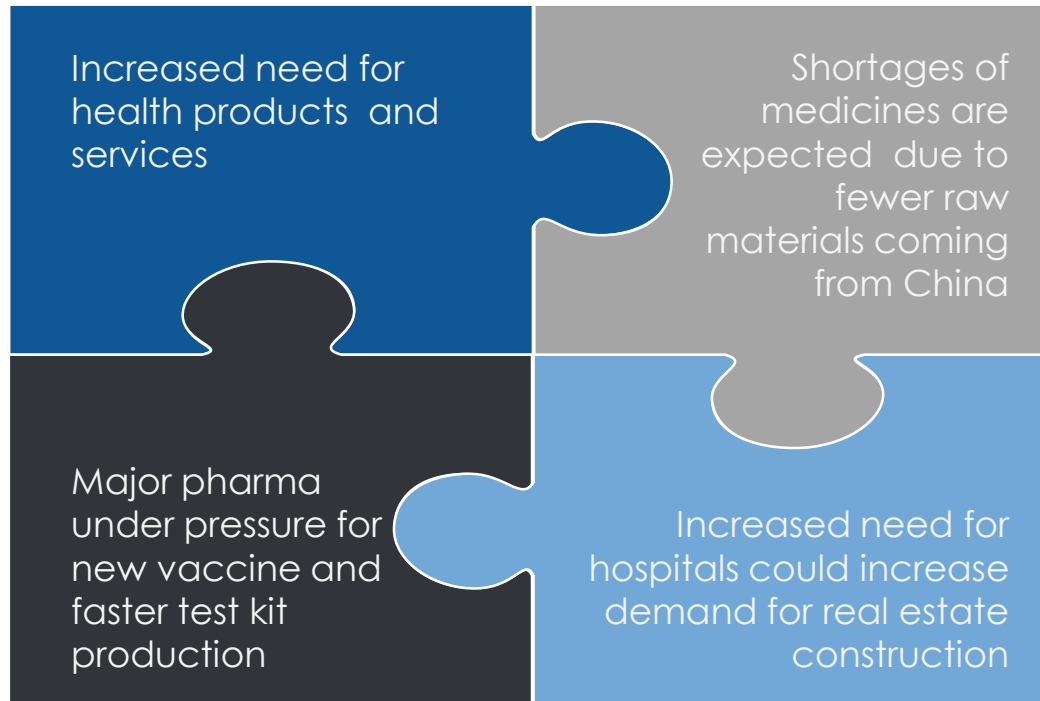 Increased need for
health products  and
services
Shortages of
medicines are
expected  due to
fewer raw
materials coming
from China
Major pharma
under pressure for
new vaccine and
faster test kit
production
Increased need for
hospitals could increase
demand for real estate
construction